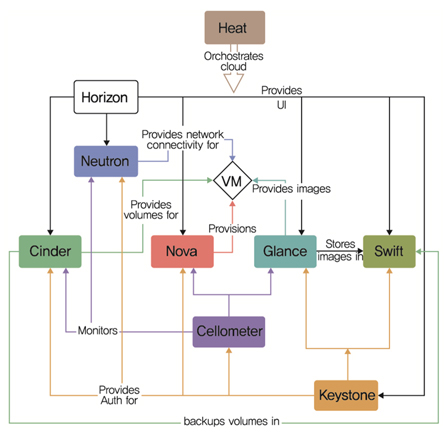 Heat
Orchostrates
cloud
Provides
UI
Horizon
Provides network
connectivity for
Neutron
VM
Provides images
Provides
volumes for
Provisions
Cinder
Nova
Glance
Stores
images in
Swift
Monitors
Cellometer
Provides
Auth for
Keystone
backups volumes in